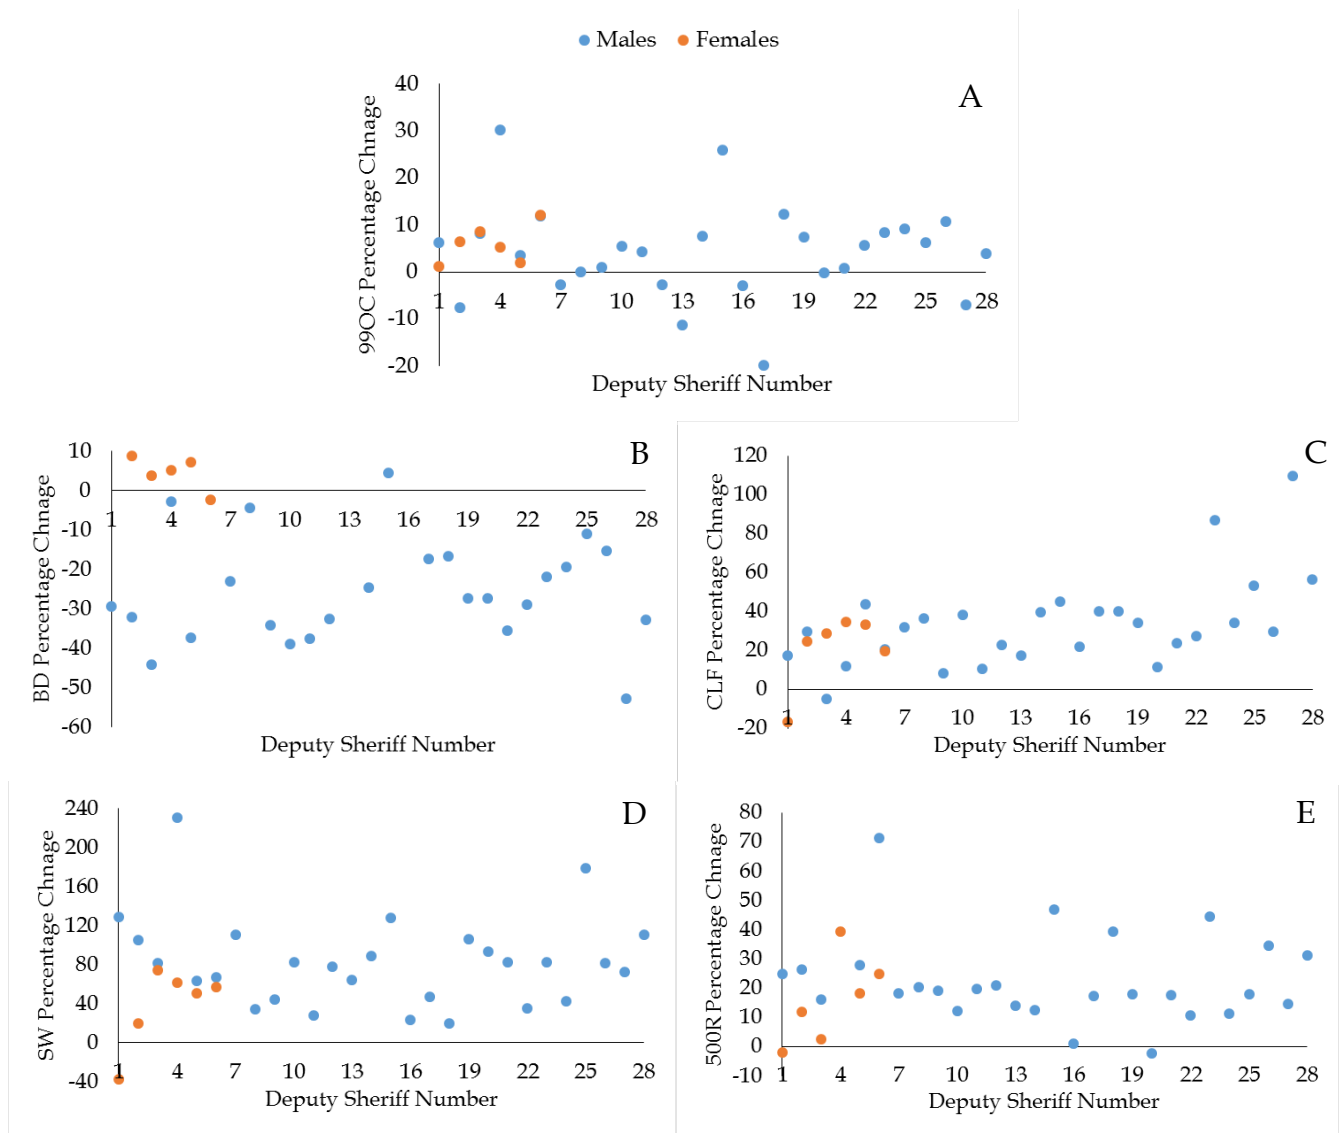 Males Females
A
99OC Percentage Chnage
40
30
20
10
0
-10
-20
1 4 7 10 13 16 19 22 25 28
Deputy Sheriff Number
B
BD Percentage Chnage
10
0
-10
-20
-30
-40
-50
-60
1 4 7 10 13 16 19 22 25 28
Deputy Sheriff Number
C
CLF Percentage Chnage
120
100
80
60
40
20
0
-20
1 4 7 10 13 16 19 22 25 28
Deputy Sheriff Number
D
SW Percentage Chnage
240
200
160
120
80
40
0
-40
1 4 7 10 13 16 19 22 25 28
Deputy Sheriff Number
E
500R Percentage Chnage
80
70
60
50
40
30
20
10
0
-10
1 4 7 10 13 16 19 22 25 28
Deputy Sheriff Number